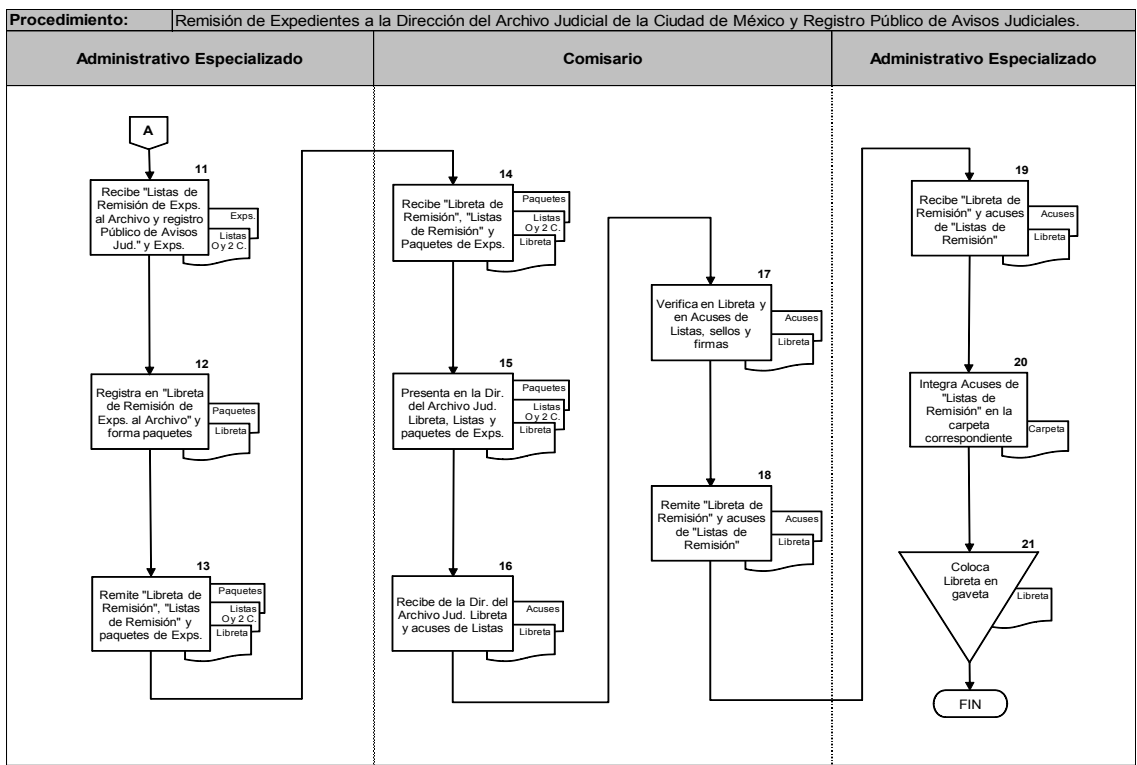 Procedimiento: Remisión de Expedientes a la Dirección del Archivo Judicial de la Ciudad de México y Registro Público de Avisos Judiciales.
Administrativo Especializado
Comisario
Administrativo Especializado
A
11
Recibe "Listas de
Remisión de Exps.
al Archivo y registro
Público de Avisos
Jud." y Exps.
Exps.
Listas
O y 2 C.
12
Registra en "Libreta
de Remisión de
Exps. al Archivo" y
forma paquetes
Paquetes
Libreta
13
Remite "Libreta de
Remisión", "Listas
de Remisión" y
paquetes de Exps.
Paquetes
Listas
O y 2 C.
Libreta
14
Recibe "Libreta de
Remisión", "Listas
de Remisión" y
Paquetes de Exps.
Paquetes
Listas
O y 2 C.
Libreta
15
Presenta en la Dir.
del Archivo Jud.
Libreta, Listas y
paquetes de Exps.
Paquetes
Listas
O y 2 C.
Libreta
16
Recibe de la Dir. del
Archivo Jud. Libreta
y acuses de Listas
Acuses
Libreta
17
Verifica en Libreta y
en Acuses de
Listas, sellos y
firmas
Acuses
Libreta
18
Remite "Libreta de
Remisión" y acuses
de "Listas de
Remisión"
Acuses
Libreta
19
Recibe "Libreta de
Remisión" y acuses
de "Listas de
Remisión"
Acuses
Libreta
20
Integra Acuses de
"Listas de
Remisión" en la
carpeta
correspondiente
Carpeta
21
Coloca
Libreta en
gaveta
Libreta
FIN